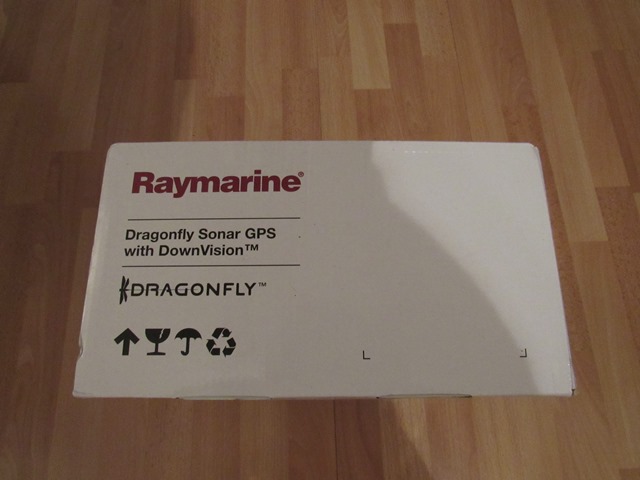 Raymarine®
Dragonfly Sonar GPS
with DownVision™
DRAGONFLY™